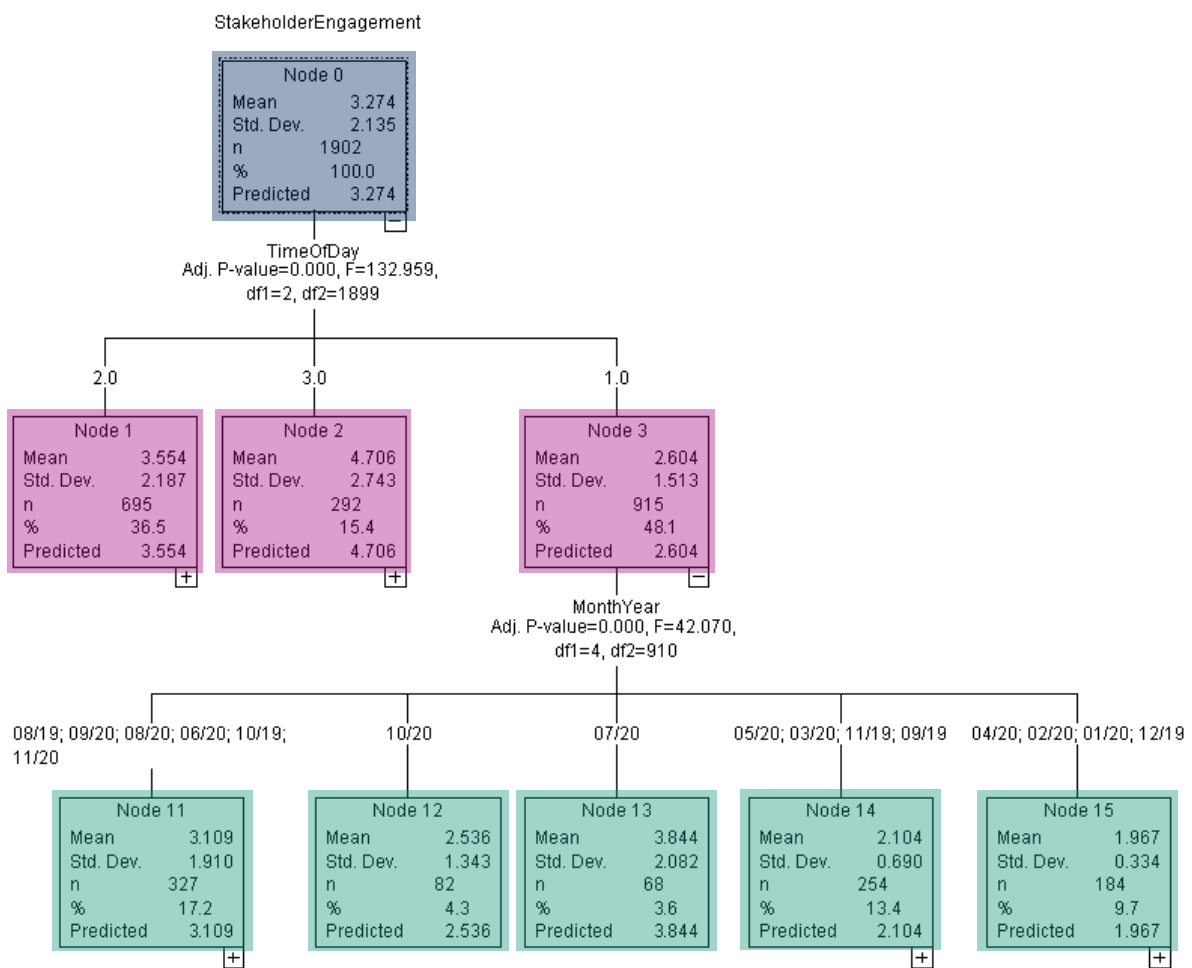 StakeholderEngagement
Node 0
Mean 3.274
Std. Dev. 2.135
n 1902
% 100.0
Predicted 3.274
TimeOfDay
Adj. P-value=0.000, F=132.959,
df1=2, df2=1899
2.0
3.0
1.0
Node 1
Mean 3.554
Std. Dev. 2.187
n 695
% 36.5
Predicted 3.554
Node 2
Mean 4.706
Std. Dev. 2.743
n 292
% 15.4
Predicted 4.706
Node 3
Mean 2.604
Std. Dev. 1.513
n 915
% 48.1
Predicted 2.604
MonthYear
Adj. P-value=0.000, F=42.070,
df1=4, df2=910
08/19; 09/20; 08/20; 06/20; 10/19;
11/20
10/20
07/20
05/20; 03/20; 11/19; 09/19
04/20; 02/20; 01/20; 12/19
Node 11
Mean 3.109
Std. Dev. 1.910
n 327
% 17.2
Predicted 3.109
Node 12
Mean 2.536
Std. Dev. 1.343
n 82
% 4.3
Predicted 2.536
Node 13
Mean 3.844
Std. Dev. 2.082
n 68
% 3.6
Predicted 3.844
Node 14
Mean 2.104
Std. Dev. 0.690
n 254
% 13.4
Predicted 2.104
Node 15
Mean 1.967
Std. Dev. 0.334
n 184
% 9.7
Predicted 1.967